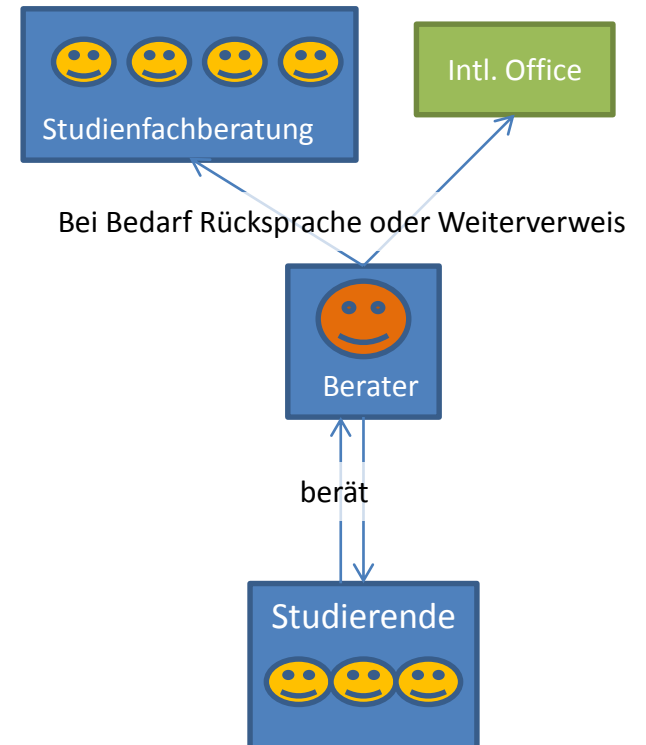 Intl. Office
Studienfachberatung
Bei Bedarf Rücksprache oder Weiterverweis
Berater
berät
Studierende